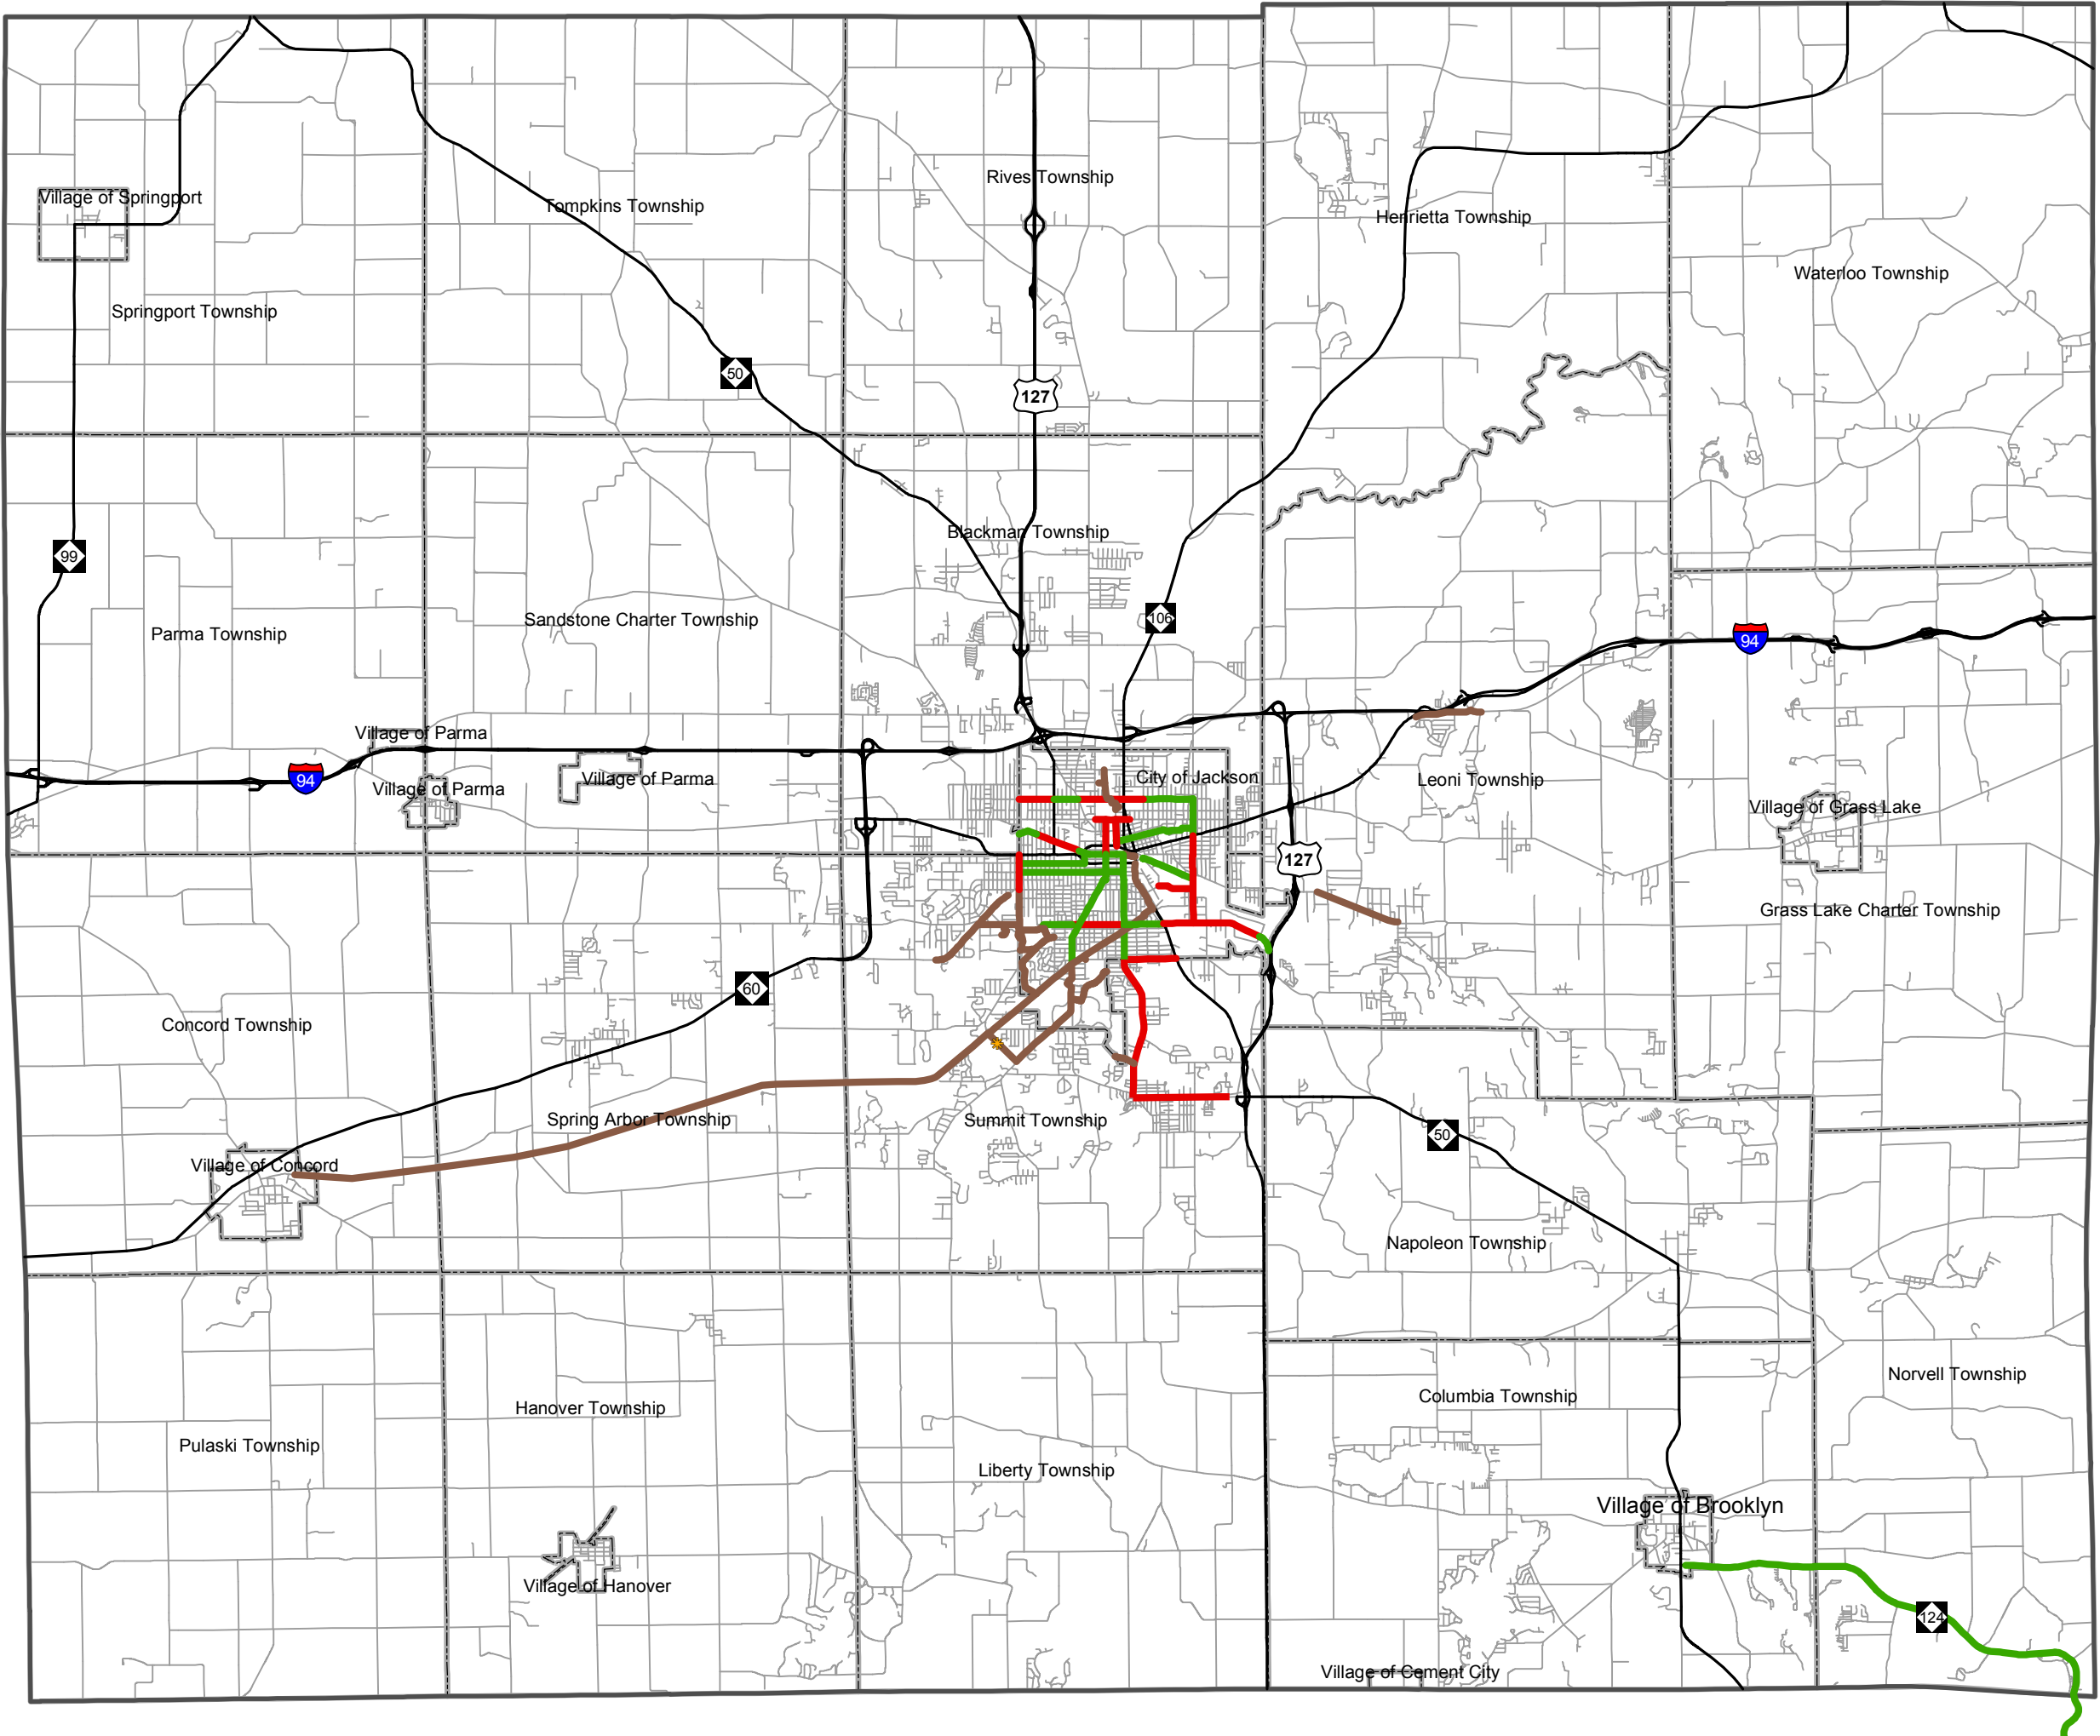 Rives Township
Village of Springport
Tompkins Township
Henrietta Township
Waterloo Township
Springport Township
50
127
Blackman Township
99
106
Sandstone Charter Township
Parma Township
94
Village of Parma
94
Village of Parma
Village of Parma
City of Jackson
Leoni Township
Village of Grass Lake
127
Grass Lake Charter Township
60
Concord Township
Spring Arbor Township
Summit Township
50
Village of Concord
Napoleon Township
Norvell Township
Columbia Township
Hanover Township
Pulaski Township
Liberty Township
Village of Brooklyn
Village of Hanover
124
Village of Cement City